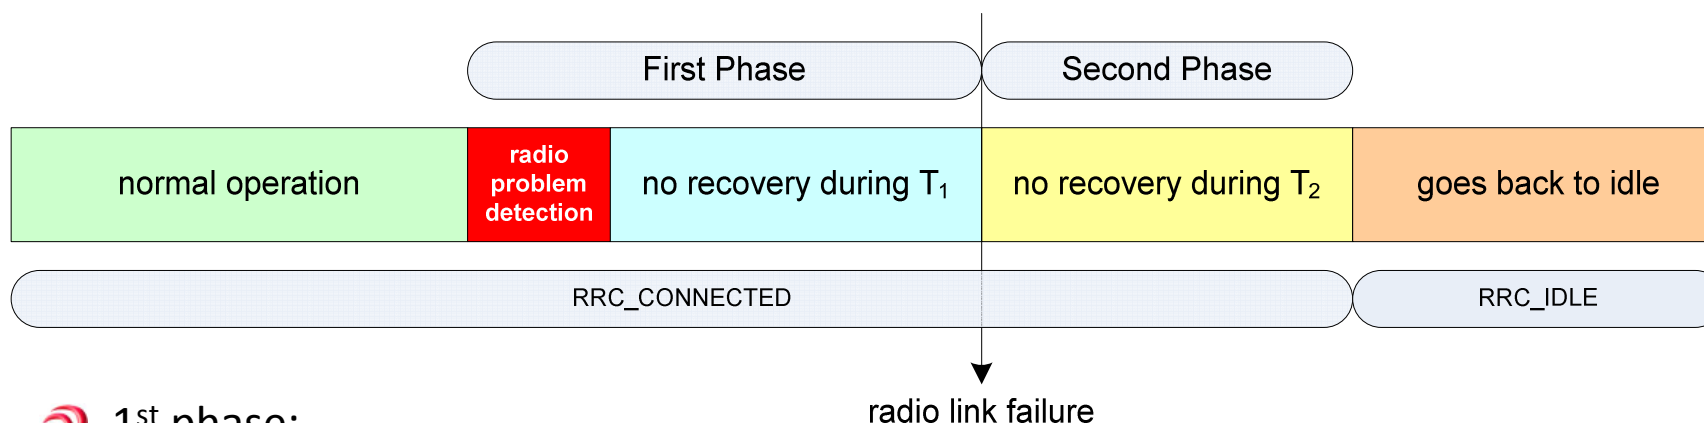 First Phase
Second Phase
normal operation
radio
problem
detection
no recovery during T₁
no recovery during T₂
goes back to idle
RRC_CONNECTED
RRC_IDLE
radio link failure
1st phase: